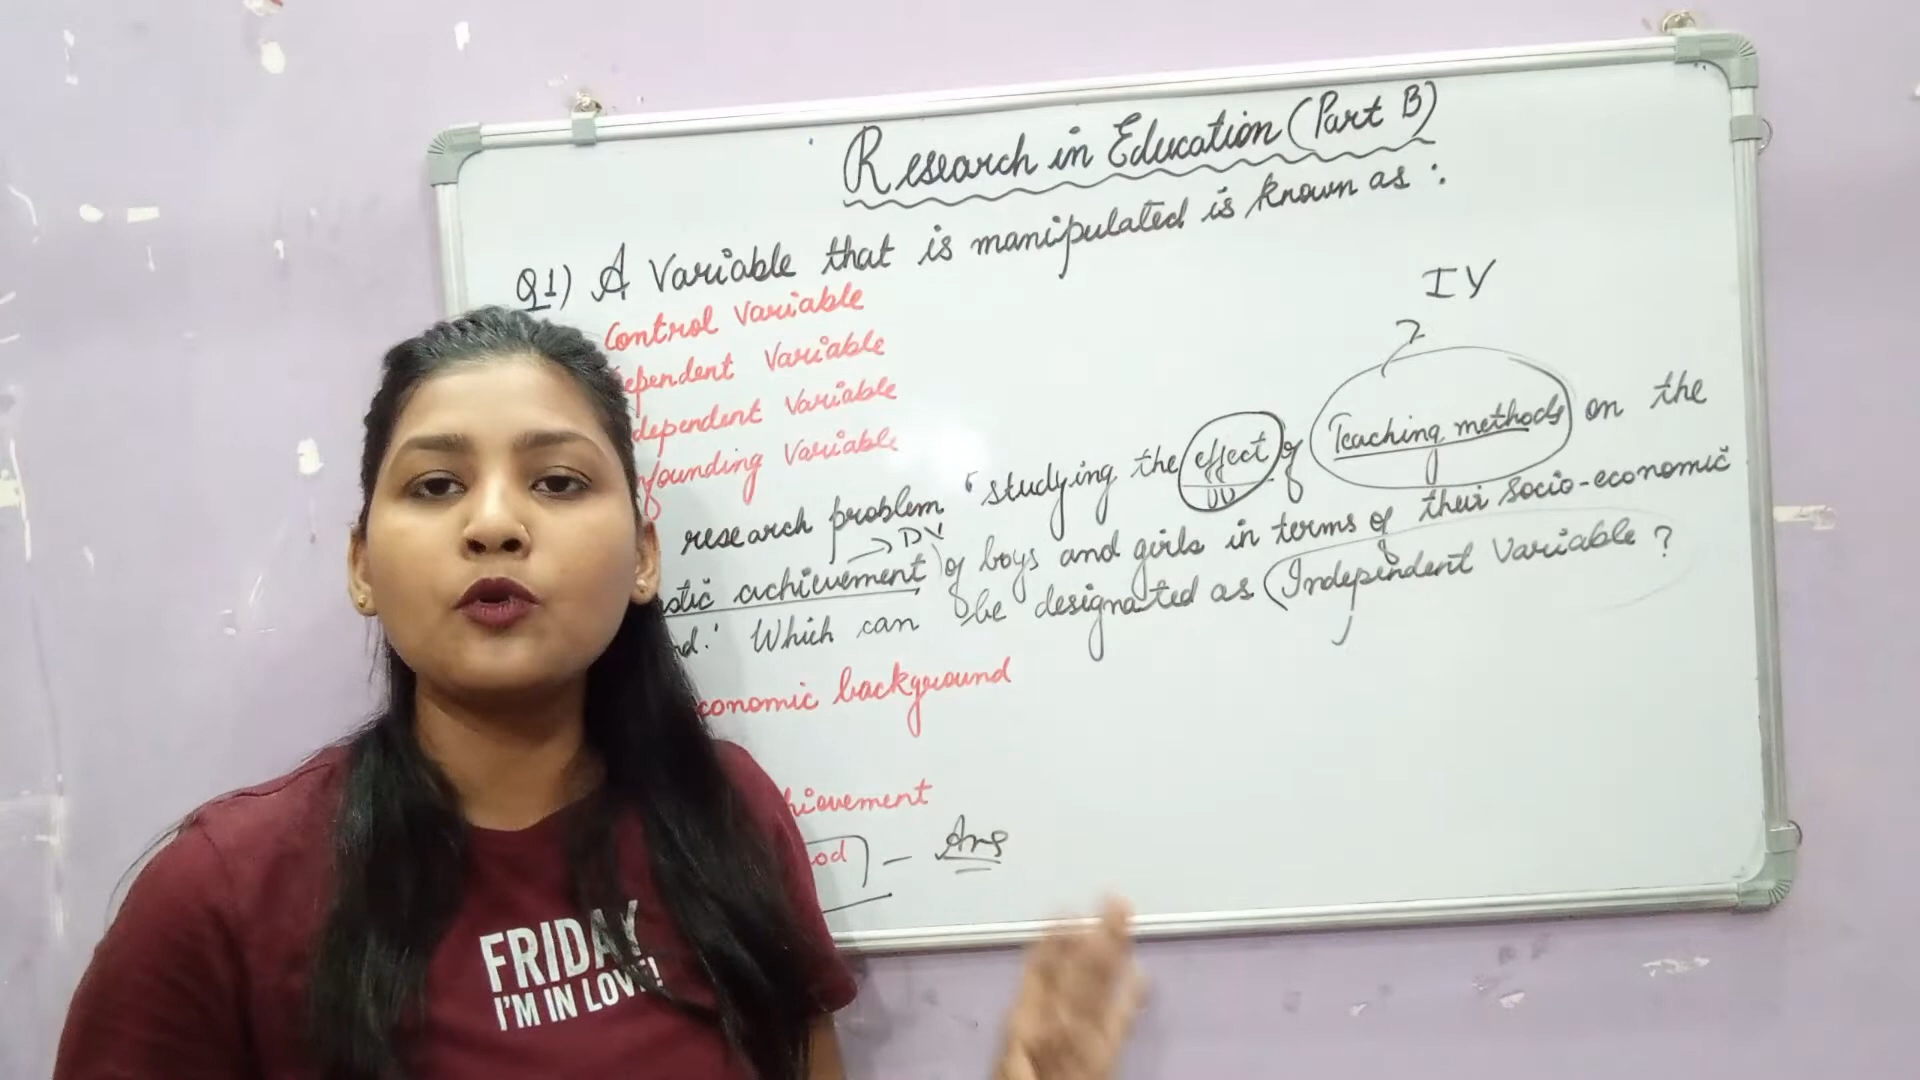 Research in Education (Part B)
Q1) A Variable that is manipulated is known as :
Control Variable
ependent Variable
dependent Variable
founding Variable
IV
research problem 'studying the effect of Teaching methods on the
DV
stic achievement of boys and girls in terms of their socio-economic
nd.' Which can be designated as Independent Variable ?
conomic background
hievement
od - Ans
FRIDAY
I'M IN LOVE!